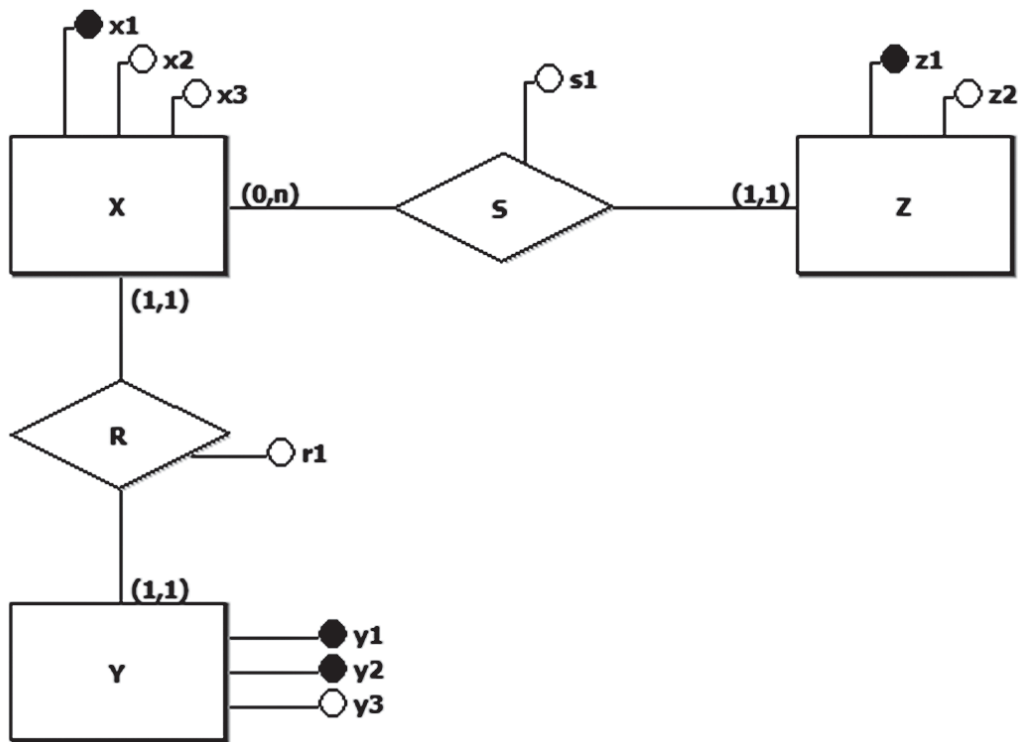 x1
x2
x3
s1
z1
z2
X
(0,n)
S
(1,1)
Z
(1,1)
R
r1
(1,1)
Y
y1
y2
y3